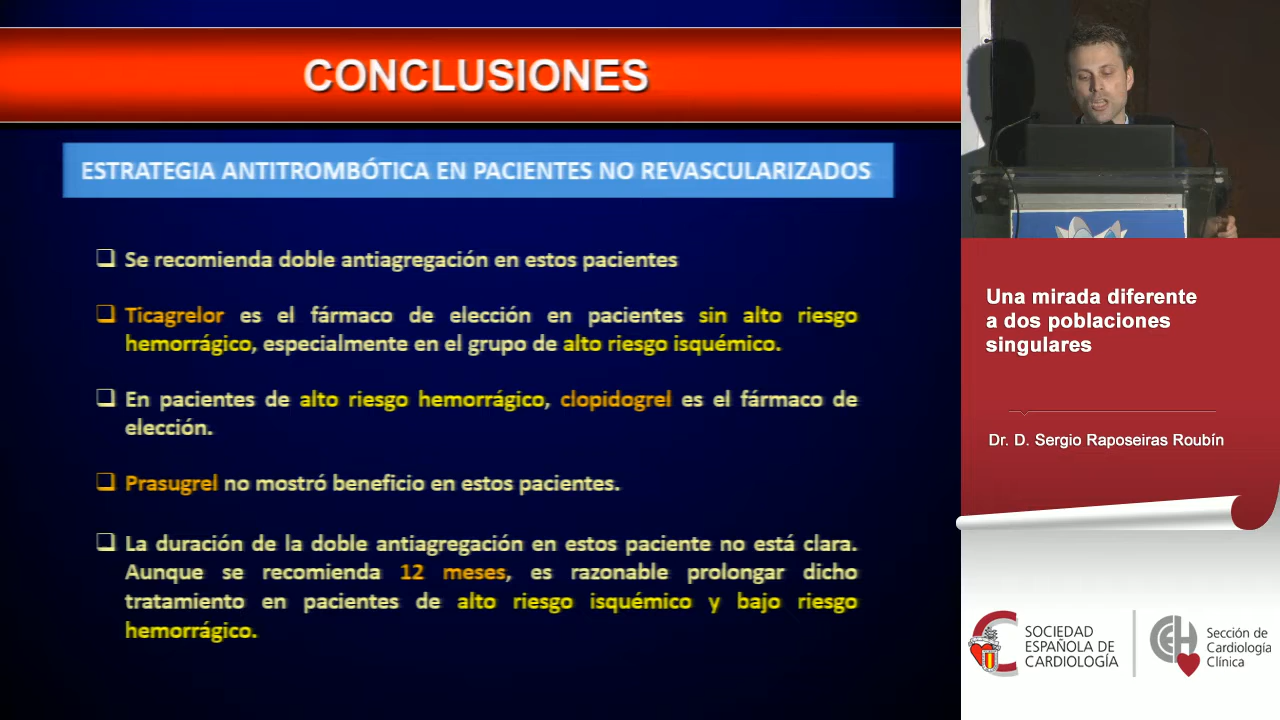 CONCLUSIONES
ESTRATEGIA ANTITROMBÓTICA EN PACIENTES NO REVASCULARIZADOS
Se recomienda doble antiagregación en estos pacientes
Ticagrelor es el fármaco de elección en pacientes sin alto riesgo
hemorrágico, especialmente en el grupo de alto riesgo isquémico.
En pacientes de alto riesgo hemorrágico, clopidogrel es el fármaco de
elección.
Prasugrel no mostró beneficio en estos pacientes.
La duración de la doble antiagregación en estos paciente no está clara.
Aunque se recomienda 12 meses, es razonable prolongar dicho
tratamiento en pacientes de alto riesgo isquémico y bajo riesgo
hemorrágico.
Una mirada diferente
a dos poblaciones
singulares
Dr. D. Sergio Raposeiras Roubín
SOCIEDAD
ESPAÑOLA DE
CARDIOLOGÍA
Sección de
Cardiología
Clínica